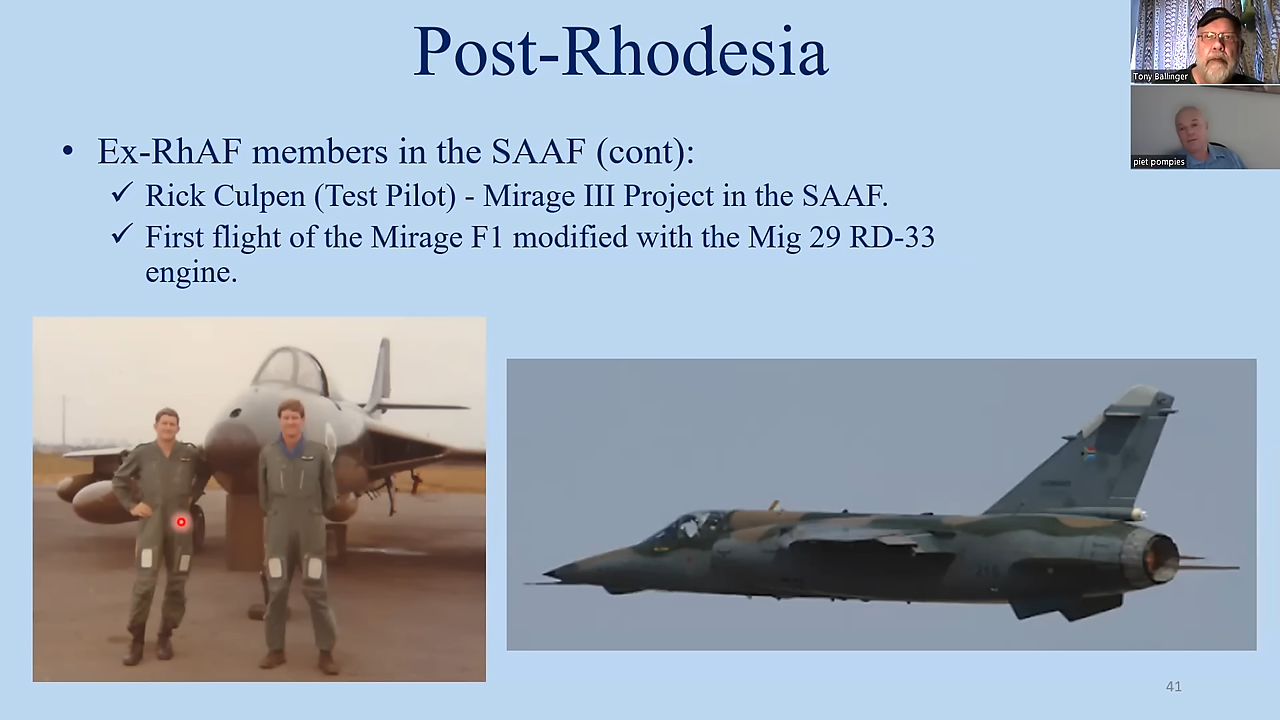 Post-Rhodesia
Tony Ballinger
piet pompies
• Ex-RhAF members in the SAAF (cont):
✓ Rick Culpen (Test Pilot) - Mirage III Project in the SAAF.
✓ First flight of the Mirage F1 modified with the Mig 29 RD-33
engine.
41